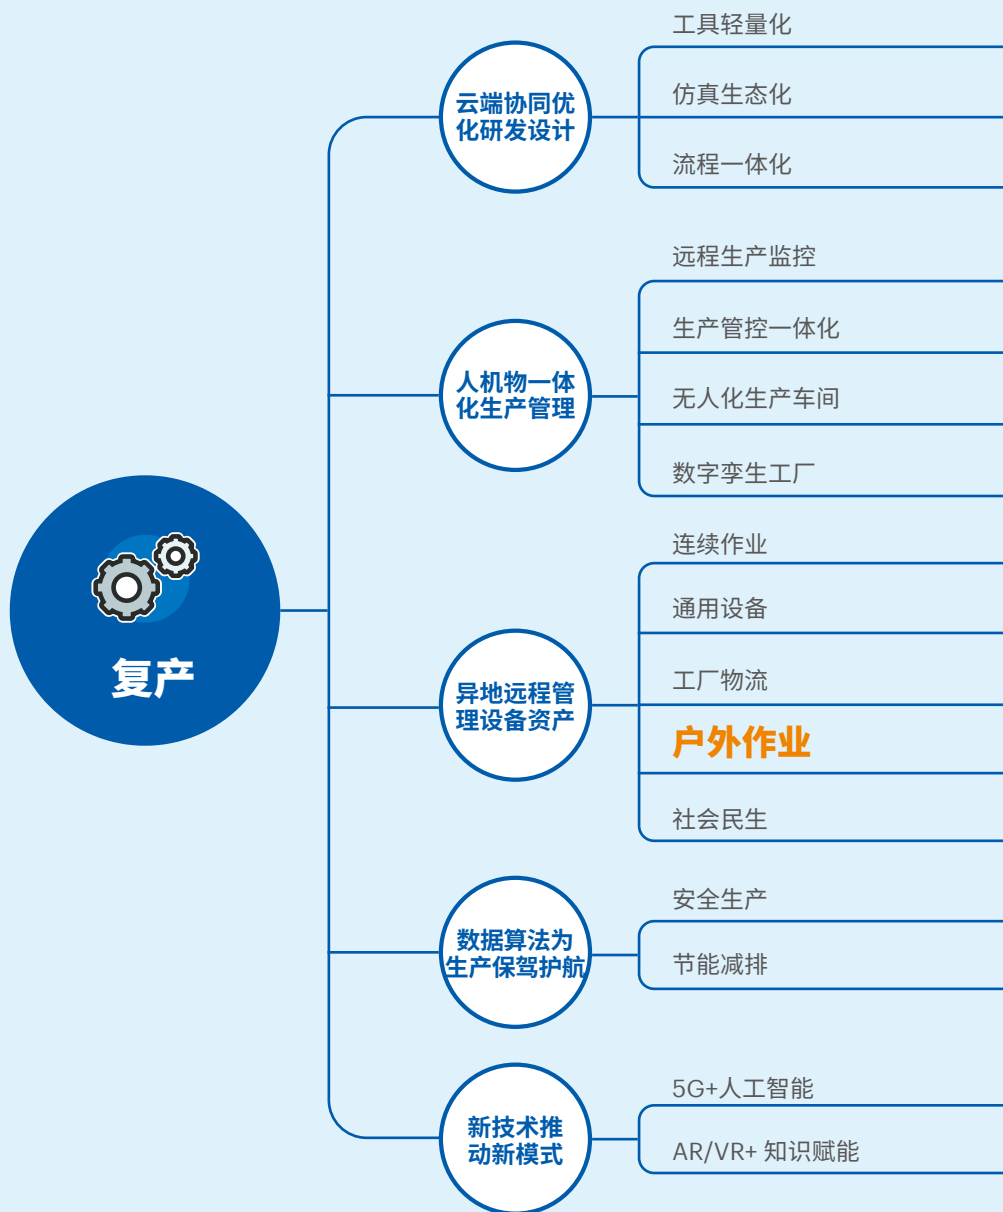 复产
云端协同优
化研发设计
工具轻量化
仿真生态化
流程一体化
人机物一体
化生产管理
远程生产监控
生产管控一体化
无人化生产车间
数字孪生工厂
异地远程管
理设备资产
连续作业
通用设备
工厂物流
户外作业
社会民生
数据算法为
生产保驾护航
安全生产
节能减排
新技术推
动新模式
5G+人工智能
AR/VR+ 知识赋能